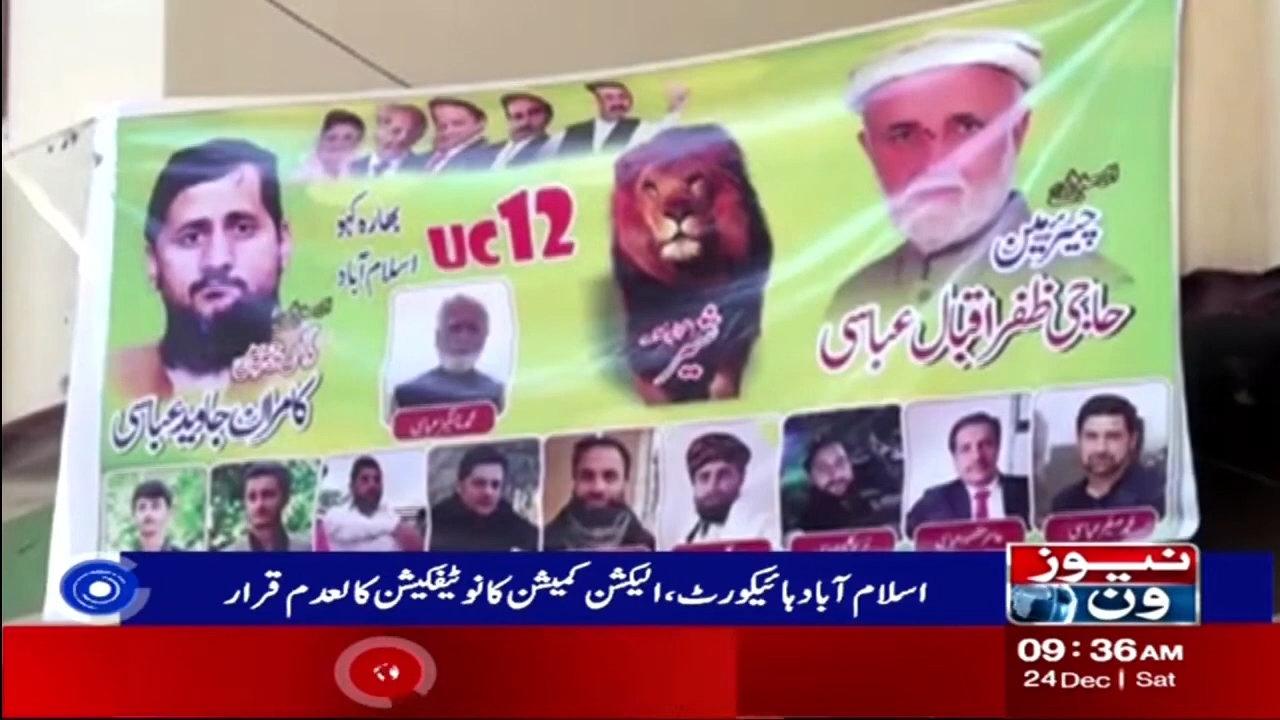 UC12
بھارہ کہو
اسلام آباد
شیر
چیئرمین
حاجی ظفر اقبال عباسی
کامران جاوید عباسی
اسلام آباد ہائیکورٹ، الیکشن کمیشن کا نوٹیفکیشن کالعدم قرار
نیوز
ون
09:36AM
24Dec | Sat